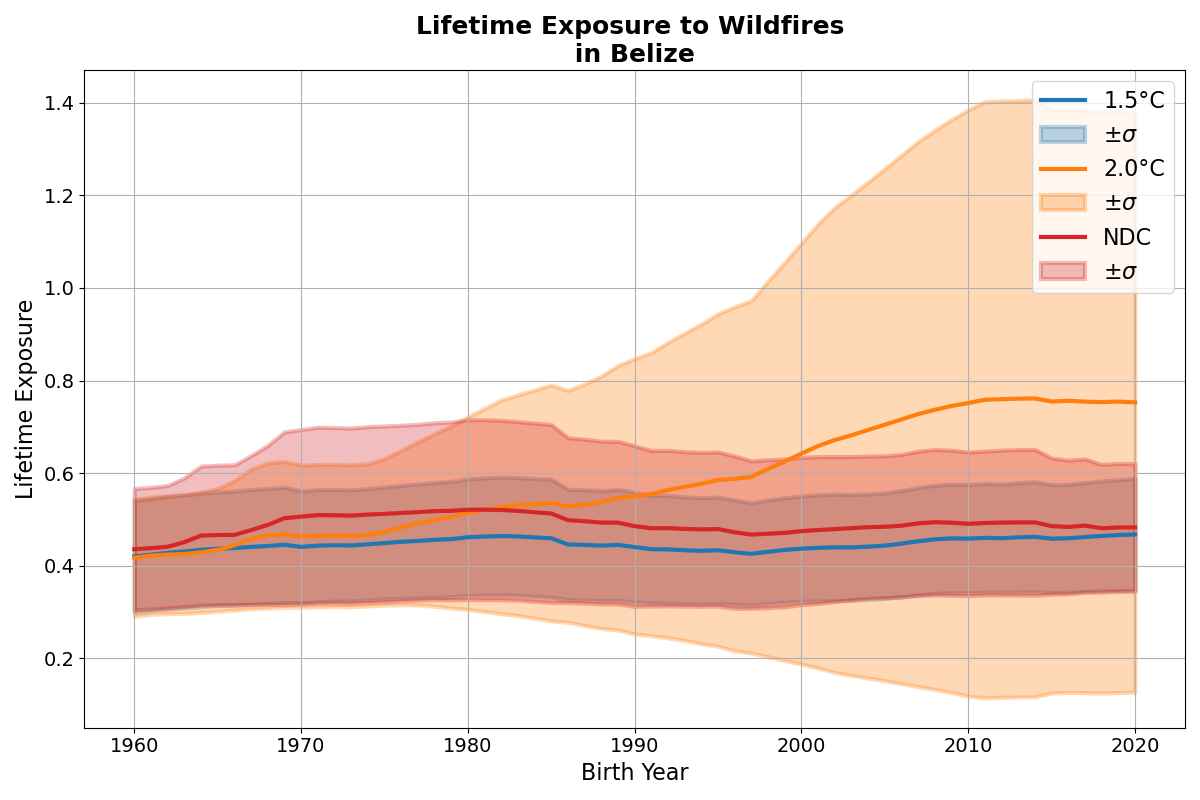 Lifetime Exposure to Wildfires
in Belize
Lifetime Exposure
1.4
1.2
1.0
0.8
0.6
0.4
0.2
1960
1970
1980
1990
2000
2010
2020
Birth Year
1.5°C
±σ
2.0°C
±σ
NDC
±σ